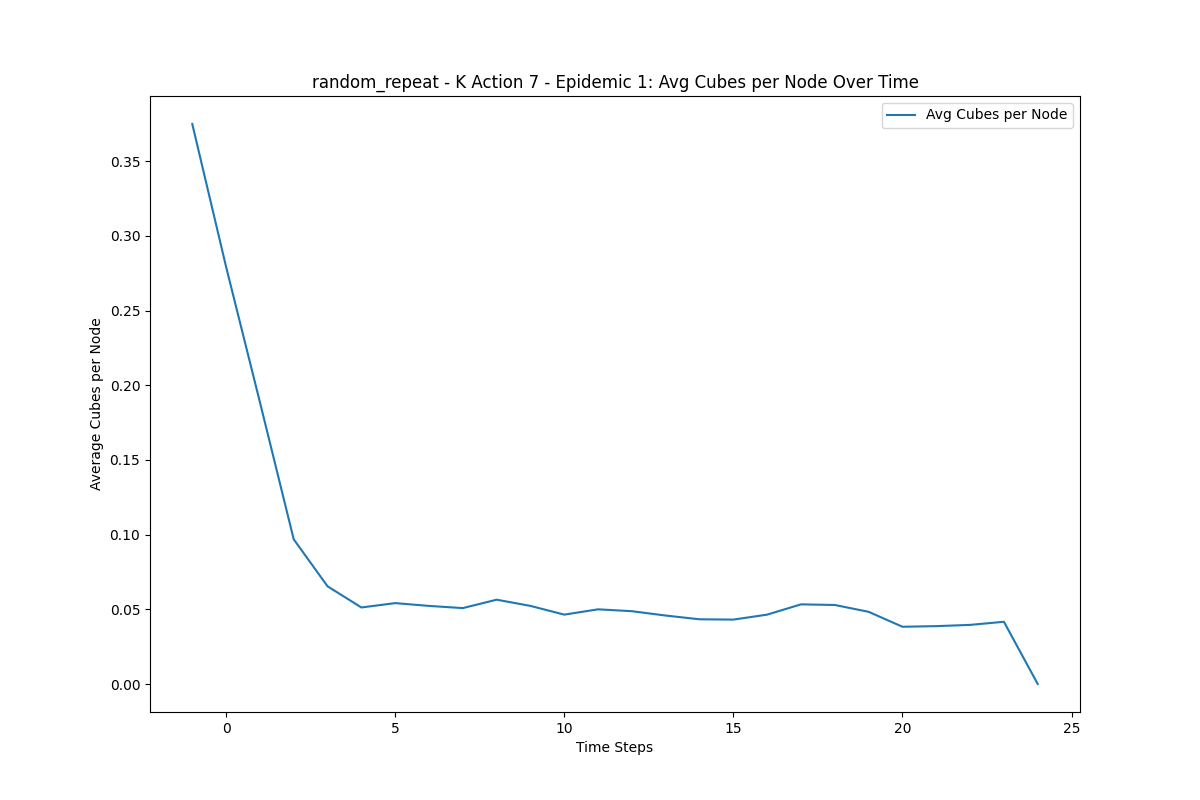 random_repeat - K Action 7 - Epidemic 1: Avg Cubes per Node Over Time
Avg Cubes per Node
Average Cubes per Node
0.35
0.30
0.25
0.20
0.15
0.10
0.05
0.00
0 5 10 15 20 25
Time Steps